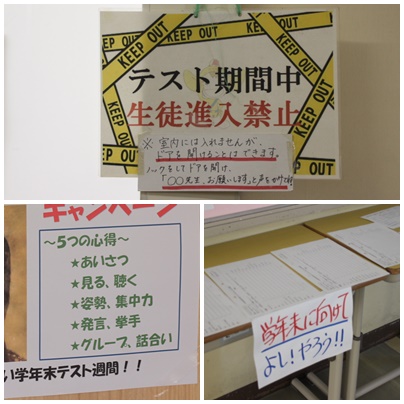 KEEP OUT KEEP OUT KEEP OUT
KEEP OUT
KEEP OUT
テスト期間中
生徒進入禁止
※ 室内には入れませんが、
ドアを開けることはできます。
ノックをしてドアを開け、
「○○先生、お願いします。」と声をかけて
キャンペーン
～5つの心得～
★あいさつ
★見る、聴く
★姿勢、集中力
★発言、挙手
★グループ、話合い
い学年末テスト週間！！
学年末に向けて
よし！やろう!!